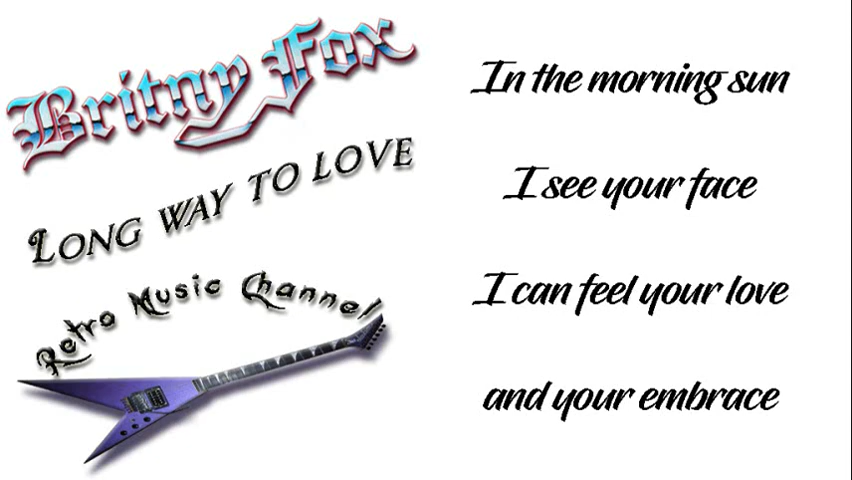 Britny Fox
LONG WAY TO LOVE
Retro Music Channel
In the morning sun
I see your face
I can feel your love
and your embrace